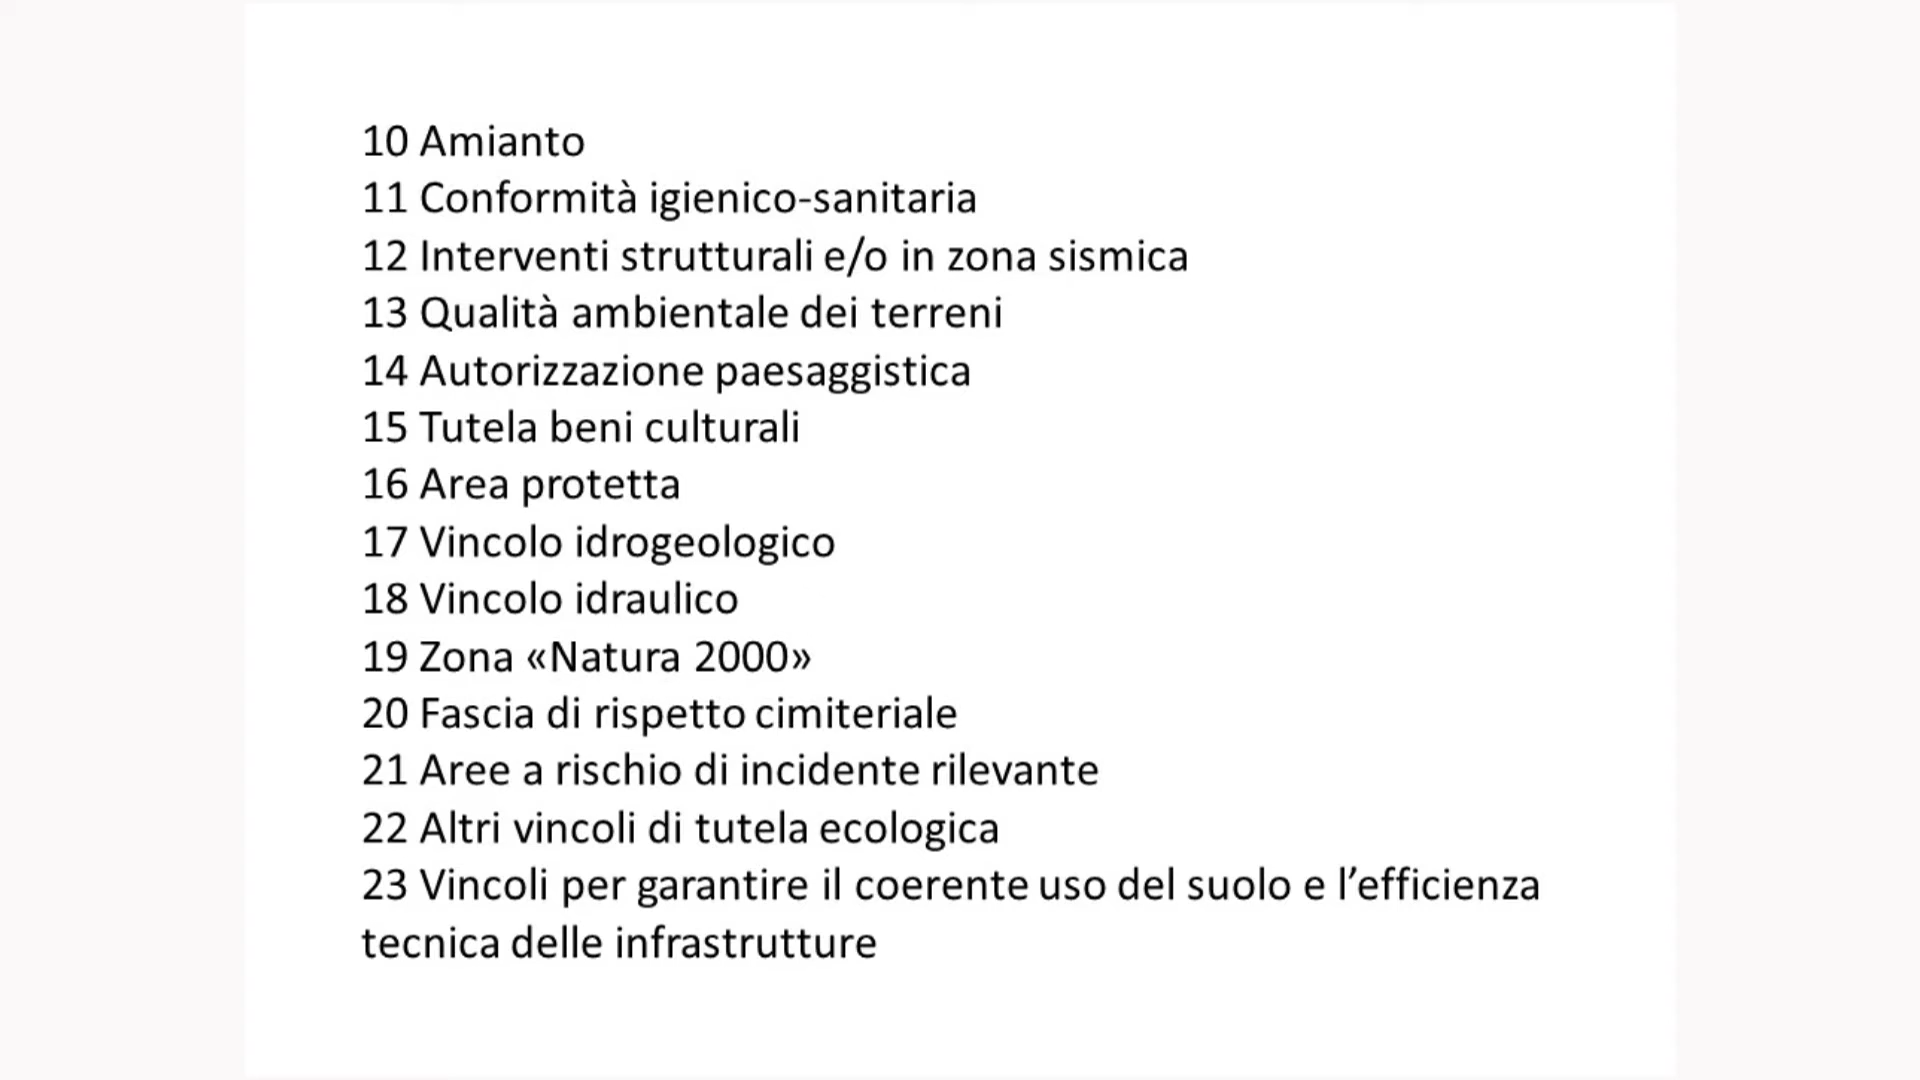 10 Amianto
11 Conformità igienico-sanitaria
12 Interventi strutturali e/o in zona sismica
13 Qualità ambientale dei terreni
14 Autorizzazione paesaggistica
15 Tutela beni culturali
16 Area protetta
17 Vincolo idrogeologico
18 Vincolo idraulico
19 Zona «Natura 2000»
20 Fascia di rispetto cimiteriale
21 Aree a rischio di incidente rilevante
22 Altri vincoli di tutela ecologica
23 Vincoli per garantire il coerente uso del suolo e l’efficienza
tecnica delle infrastrutture